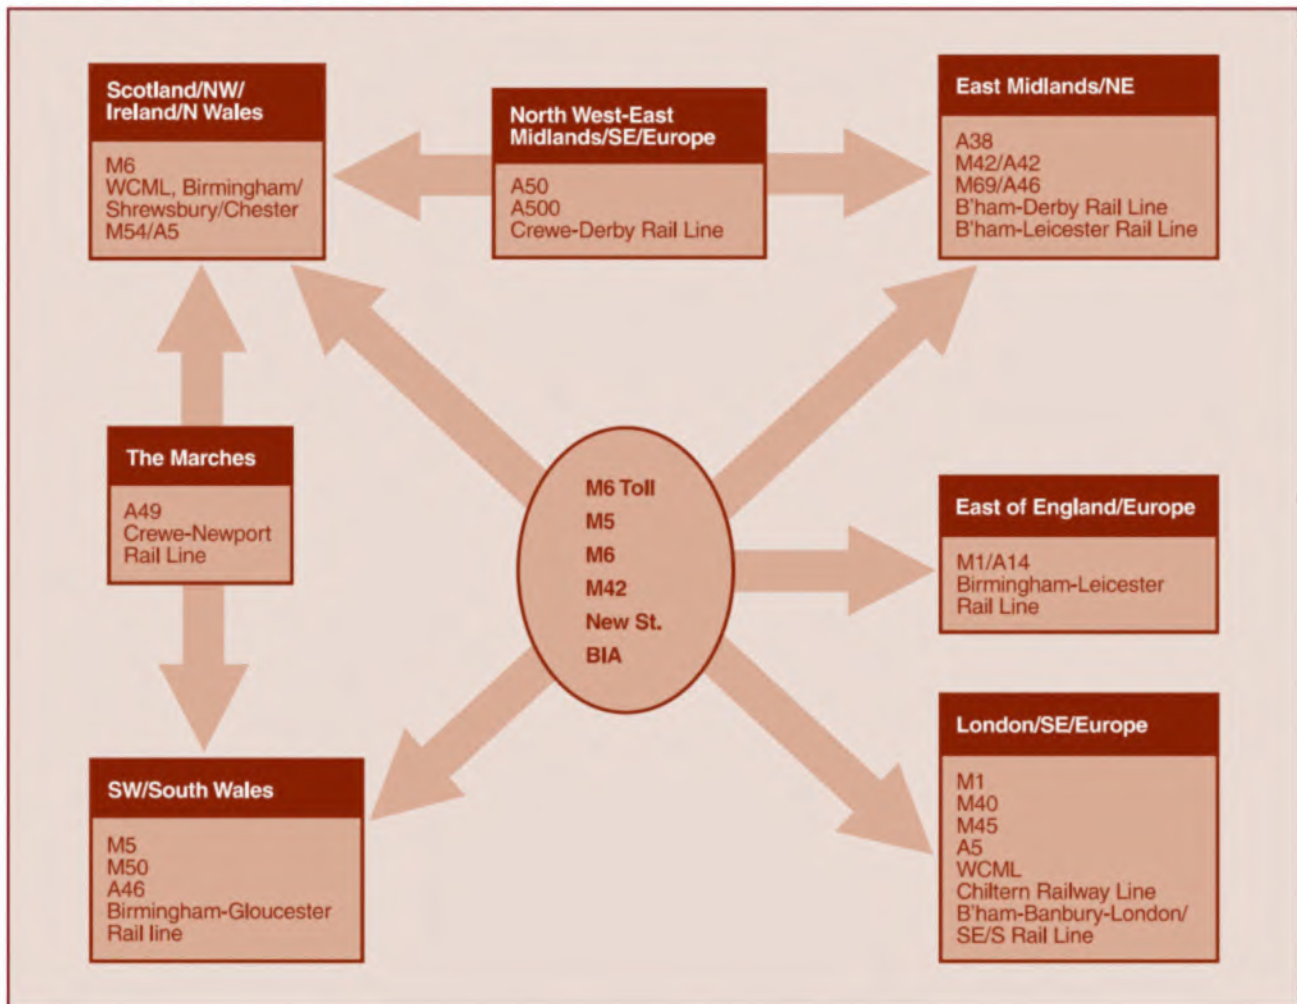 Scotland/NW/
Ireland/N Wales
M6
WCML, Birmingham/
Shrewsbury/Chester
M54/A5
North West-East
Midlands/SE/Europe
A50
A500
Crewe-Derby Rail Line
East Midlands/NE
A38
M42/A42
M69/A46
B'ham-Derby Rail Line
B'ham-Leicester Rail Line
The Marches
A49
Crewe-Newport
Rail Line
M6 Toll
M5
M6
M42
New St.
BIA
East of England/Europe
M1/A14
Birmingham-Leicester
Rail Line
SW/South Wales
M5
M50
A46
Birmingham-Gloucester
Rail line
London/SE/Europe
M1
M40
M45
A5
WCML
Chiltern Railway Line
B'ham-Banbury-London/
SE/S Rail Line